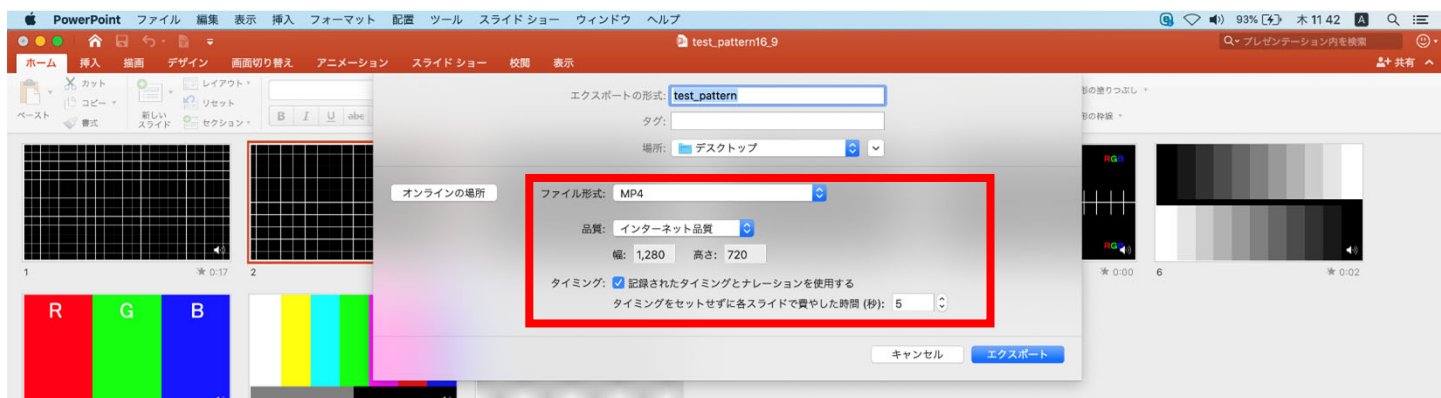 PowerPoint ファイル 編集 表示 挿入 フォーマット 配置 ツール スライド ショー ウィンドウ ヘルプ 93% 木 11 42 A
test_pattern16_9 プレゼンテーション内を検索
ホーム 挿入 描画 デザイン 画面切り替え アニメーション スライド ショー 校閲 表示 共有
ペースト カット コピー 書式
新しい スライド レイアウト リセット セクション
B I U abc
形の塗りつぶし
形の枠線
エクスポートの形式: test_pattern
タグ:
場所: デスクトップ
オンラインの場所
ファイル形式: MP4
品質: インターネット品質
幅: 1,280 高さ: 720
タイミング: 記録されたタイミングとナレーションを使用する
タイミングをセットせずに各スライドで費やした時間 (秒): 5
キャンセル エクスポート
RGB
RGB
1 0:17 2 0:00 6 0:02
R G B